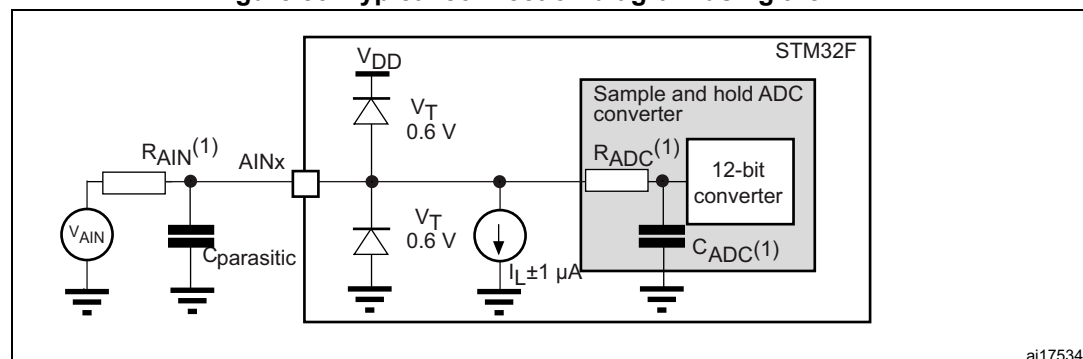 STM32F
VDD
VT
0.6 V
Sample and hold ADC
converter
RAIN(1)
AINx
RADC(1)
12-bit
converter
VAIN
Cparasitic
VT
0.6 V
IL±1 µA
CADC(1)
ai17534